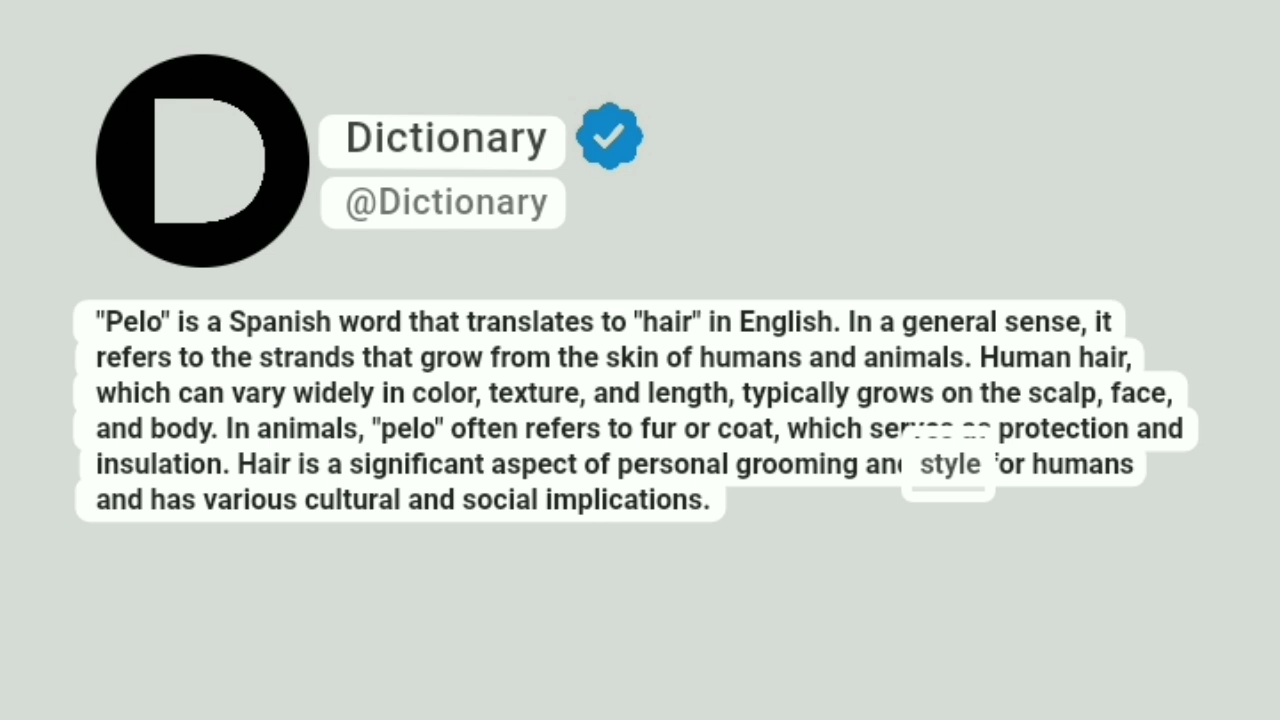 D
Dictionary
@Dictionary
"Pelo" is a Spanish word that translates to "hair" in English. In a general sense, it
refers to the strands that grow from the skin of humans and animals. Human hair,
which can vary widely in color, texture, and length, typically grows on the scalp, face,
and body. In animals, "pelo" often refers to fur or coat, which serves as protection and
insulation. Hair is a significant aspect of personal grooming and style for humans
and has various cultural and social implications.